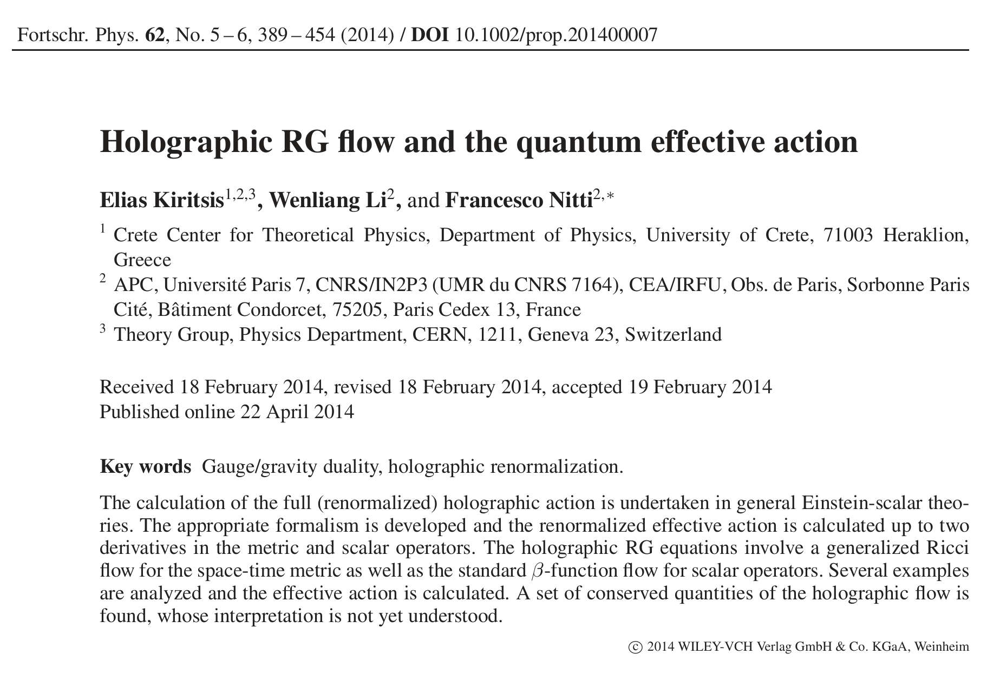 Fortschr. Phys. 62, No. 5 – 6, 389 – 454 (2014) / DOI 10.1002/prop.201400007
Holographic RG flow and the quantum effective action
Elias Kiritsis1,2,3, Wenliang Li2, and Francesco Nitti2,*
1 Crete Center for Theoretical Physics, Department of Physics, University of Crete, 71003 Heraklion,
Greece
2 APC, Université Paris 7, CNRS/IN2P3 (UMR du CNRS 7164), CEA/IRFU, Obs. de Paris, Sorbonne Paris
Cité, Bâtiment Condorcet, 75205, Paris Cedex 13, France
3 Theory Group, Physics Department, CERN, 1211, Geneva 23, Switzerland
Received 18 February 2014, revised 18 February 2014, accepted 19 February 2014
Published online 22 April 2014
Key words Gauge/gravity duality, holographic renormalization.
The calculation of the full (renormalized) holographic action is undertaken in general Einstein-scalar theo-
ries. The appropriate formalism is developed and the renormalized effective action is calculated up to two
derivatives in the metric and scalar operators. The holographic RG equations involve a generalized Ricci
flow for the space-time metric as well as the standard β-function flow for scalar operators. Several examples
are analyzed and the effective action is calculated. A set of conserved quantities of the holographic flow is
found, whose interpretation is not yet understood.
© 2014 WILEY-VCH Verlag GmbH & Co. KGaA, Weinheim